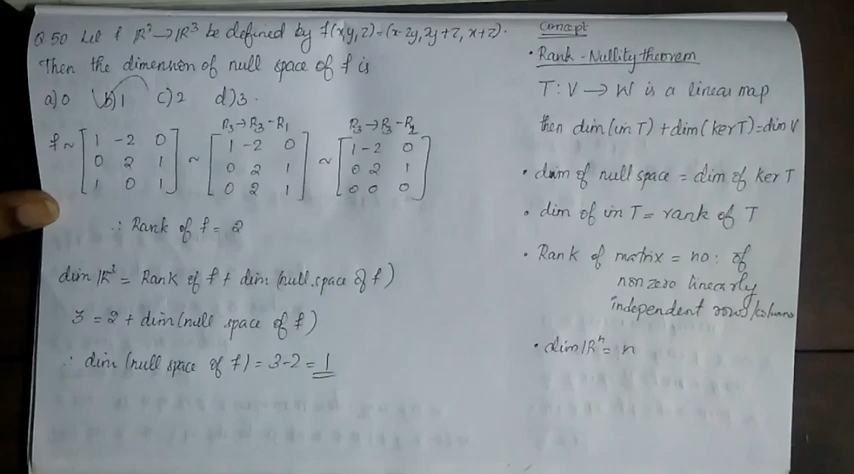 Q 50 Let f ℝ³→ℝ³ be defined by f(x,y,z)=(x-2y,2y+z,x+z).
Then the dimension of null space of f is
a) 0 b) 1 c) 2 d) 3.
R₃→R₃-R₁ R₃→R₃-R₂
f ~ [1 -2 0 ~ [1 -2 0 ~ [1 -2 0
0 2 1 0 2 1 0 2 1
1 0 1] 0 2 1] 0 0 0]
∴ Rank of f = 2
dim ℝ³ = Rank of f + dim (null space of f)
3 = 2 + dim(null space of f)
∴ dim (null space of f) = 3-2 = 1
Concept
• Rank-Nullity theorem
T: V → W is a linear map
then dim(im T) + dim(ker T) = dim V
• dim of null space = dim of ker T
• dim of im T = rank of T
• Rank of matrix = no: of
non zero linearly
independent rows/columns
• dim ℝⁿ = n